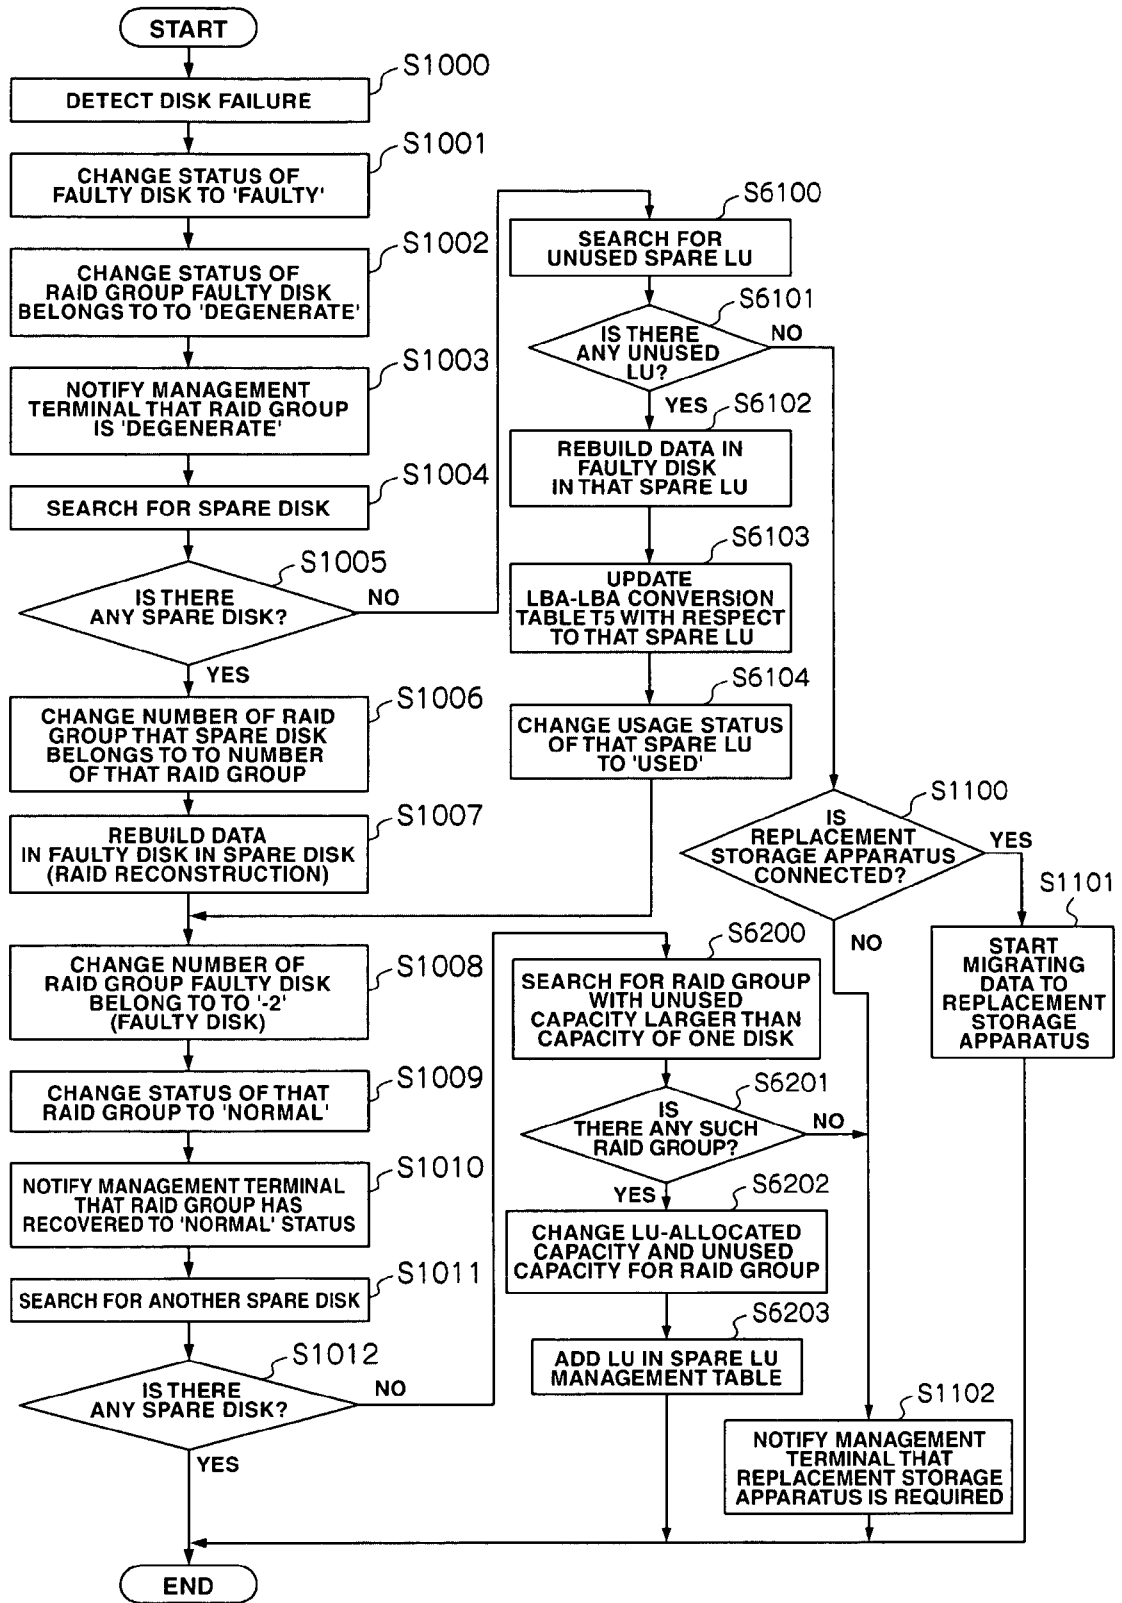 START
S1000
DETECT DISK FAILURE
S1001
CHANGE STATUS OF
FAULTY DISK TO 'FAULTY'
S1002
CHANGE STATUS OF
RAID GROUP FAULTY DISK
BELONGS TO TO 'DEGENERATE'
S1003
NOTIFY MANAGEMENT
TERMINAL THAT RAID GROUP
IS 'DEGENERATE'
S1004
SEARCH FOR SPARE DISK
S1005
IS THERE
ANY SPARE DISK?
NO
YES
S1006
CHANGE NUMBER OF RAID
GROUP THAT SPARE DISK
BELONGS TO TO NUMBER
OF THAT RAID GROUP
S1007
REBUILD DATA
IN FAULTY DISK IN SPARE DISK
(RAID RECONSTRUCTION)
S1008
CHANGE NUMBER OF
RAID GROUP FAULTY DISK
BELONG TO TO '-2'
(FAULTY DISK)
S1009
CHANGE STATUS OF THAT
RAID GROUP TO 'NORMAL'
S1010
NOTIFY MANAGEMENT TERMINAL
THAT RAID GROUP HAS
RECOVERED TO 'NORMAL' STATUS
S1011
SEARCH FOR ANOTHER SPARE DISK
S1012
IS THERE
ANY SPARE DISK?
NO
YES
END
S6100
SEARCH FOR
UNUSED SPARE LU
S6101
IS THERE
ANY UNUSED
LU?
NO
YES
S6102
REBUILD DATA IN
FAULTY DISK
IN THAT SPARE LU
S6103
UPDATE
LBA-LBA CONVERSION
TABLE T5 WITH RESPECT
TO THAT SPARE LU
S6104
CHANGE USAGE STATUS
OF THAT SPARE LU
TO 'USED'
S6200
SEARCH FOR RAID GROUP
WITH UNUSED
CAPACITY LARGER THAN
CAPACITY OF ONE DISK
S6201
IS
THERE ANY SUCH
RAID GROUP?
NO
YES
S6202
CHANGE LU-ALLOCATED
CAPACITY AND UNUSED
CAPACITY FOR RAID GROUP
S6203
ADD LU IN SPARE LU
MANAGEMENT TABLE
S1100
IS
REPLACEMENT
STORAGE APPARATUS
CONNECTED?
YES
NO
S1101
START
MIGRATING
DATA TO
REPLACEMENT
STORAGE
APPARATUS
S1102
NOTIFY MANAGEMENT
TERMINAL THAT
REPLACEMENT STORAGE
APPARATUS IS REQUIRED